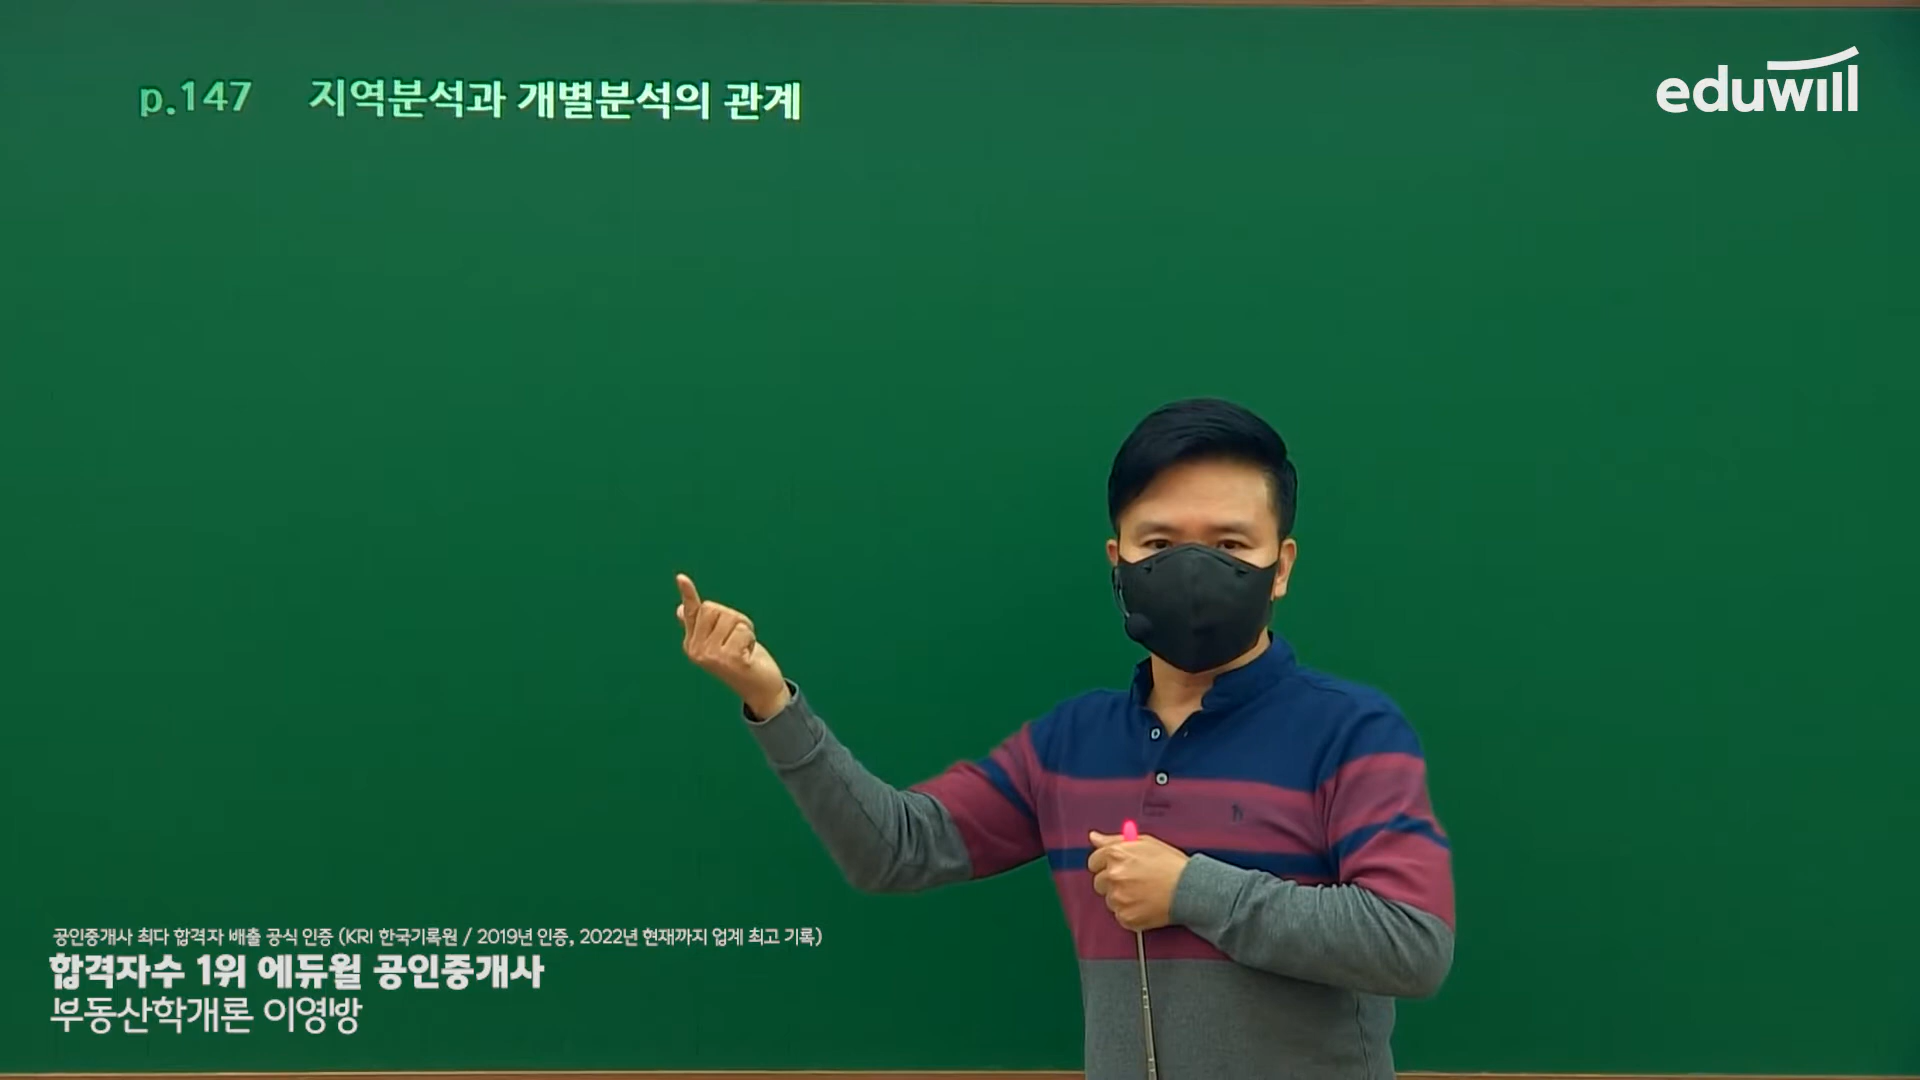 p.147 지역분석과 개별분석의 관계
eduwill
공인중개사 최다 합격자 배출 공식 인증 (KRI 한국기록원 / 2019년 인증, 2022년 현재까지 업계 최고 기록)
합격자수 1위 에듀윌 공인중개사
부동산학개론 이영방